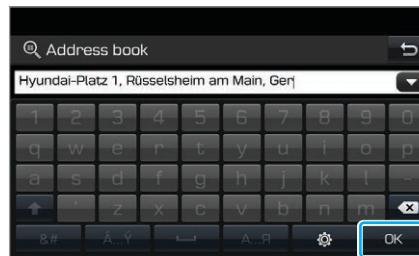 Address book
Hyundai-Platz 1, Rüsselsheim am Main, Ger
1 2 3 4 5 6 7 8 9 0
q w e r t y u i o p
a s d f g h j k l -
' z x c v b n m
&# Á...Ý A...Я OK